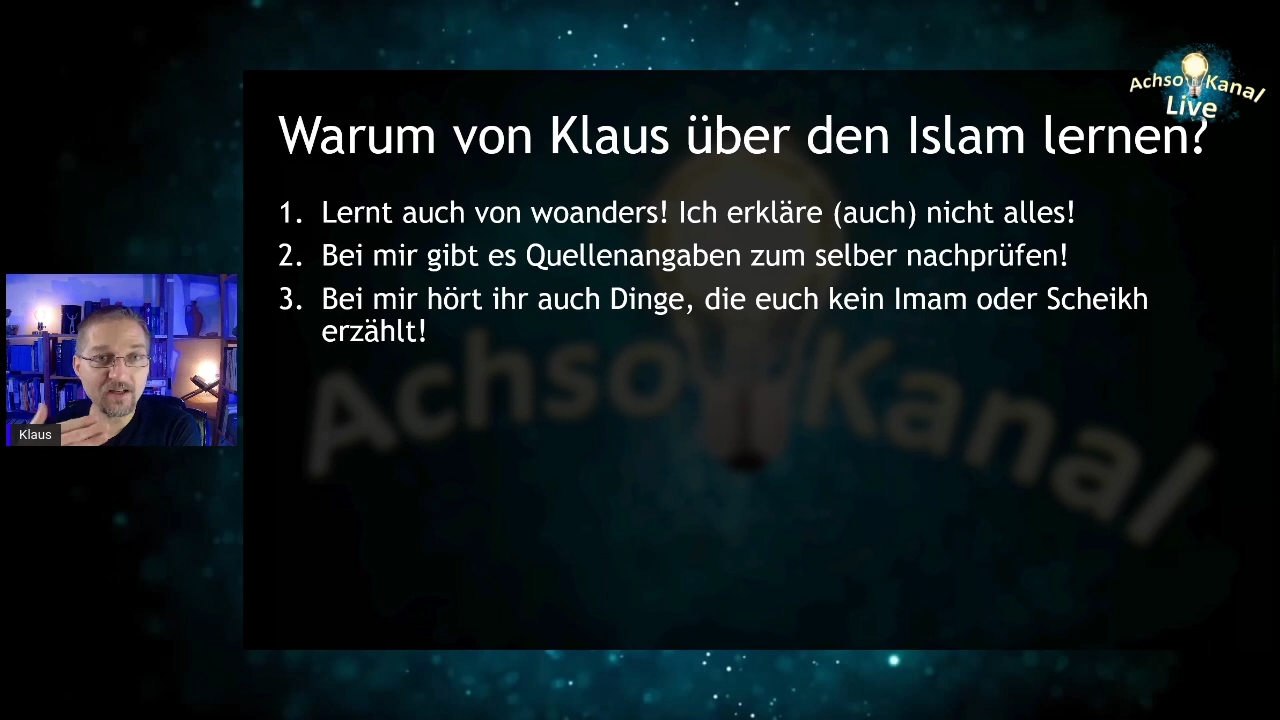 Achso Kanal
Live
Warum von Klaus über den Islam lernen?
1. Lernt auch von woanders! Ich erkläre (auch) nicht alles!
2. Bei mir gibt es Quellenangaben zum selber nachprüfen!
3. Bei mir hört ihr auch Dinge, die euch kein Imam oder Scheikh
erzählt!
Achso Kanal
Klaus